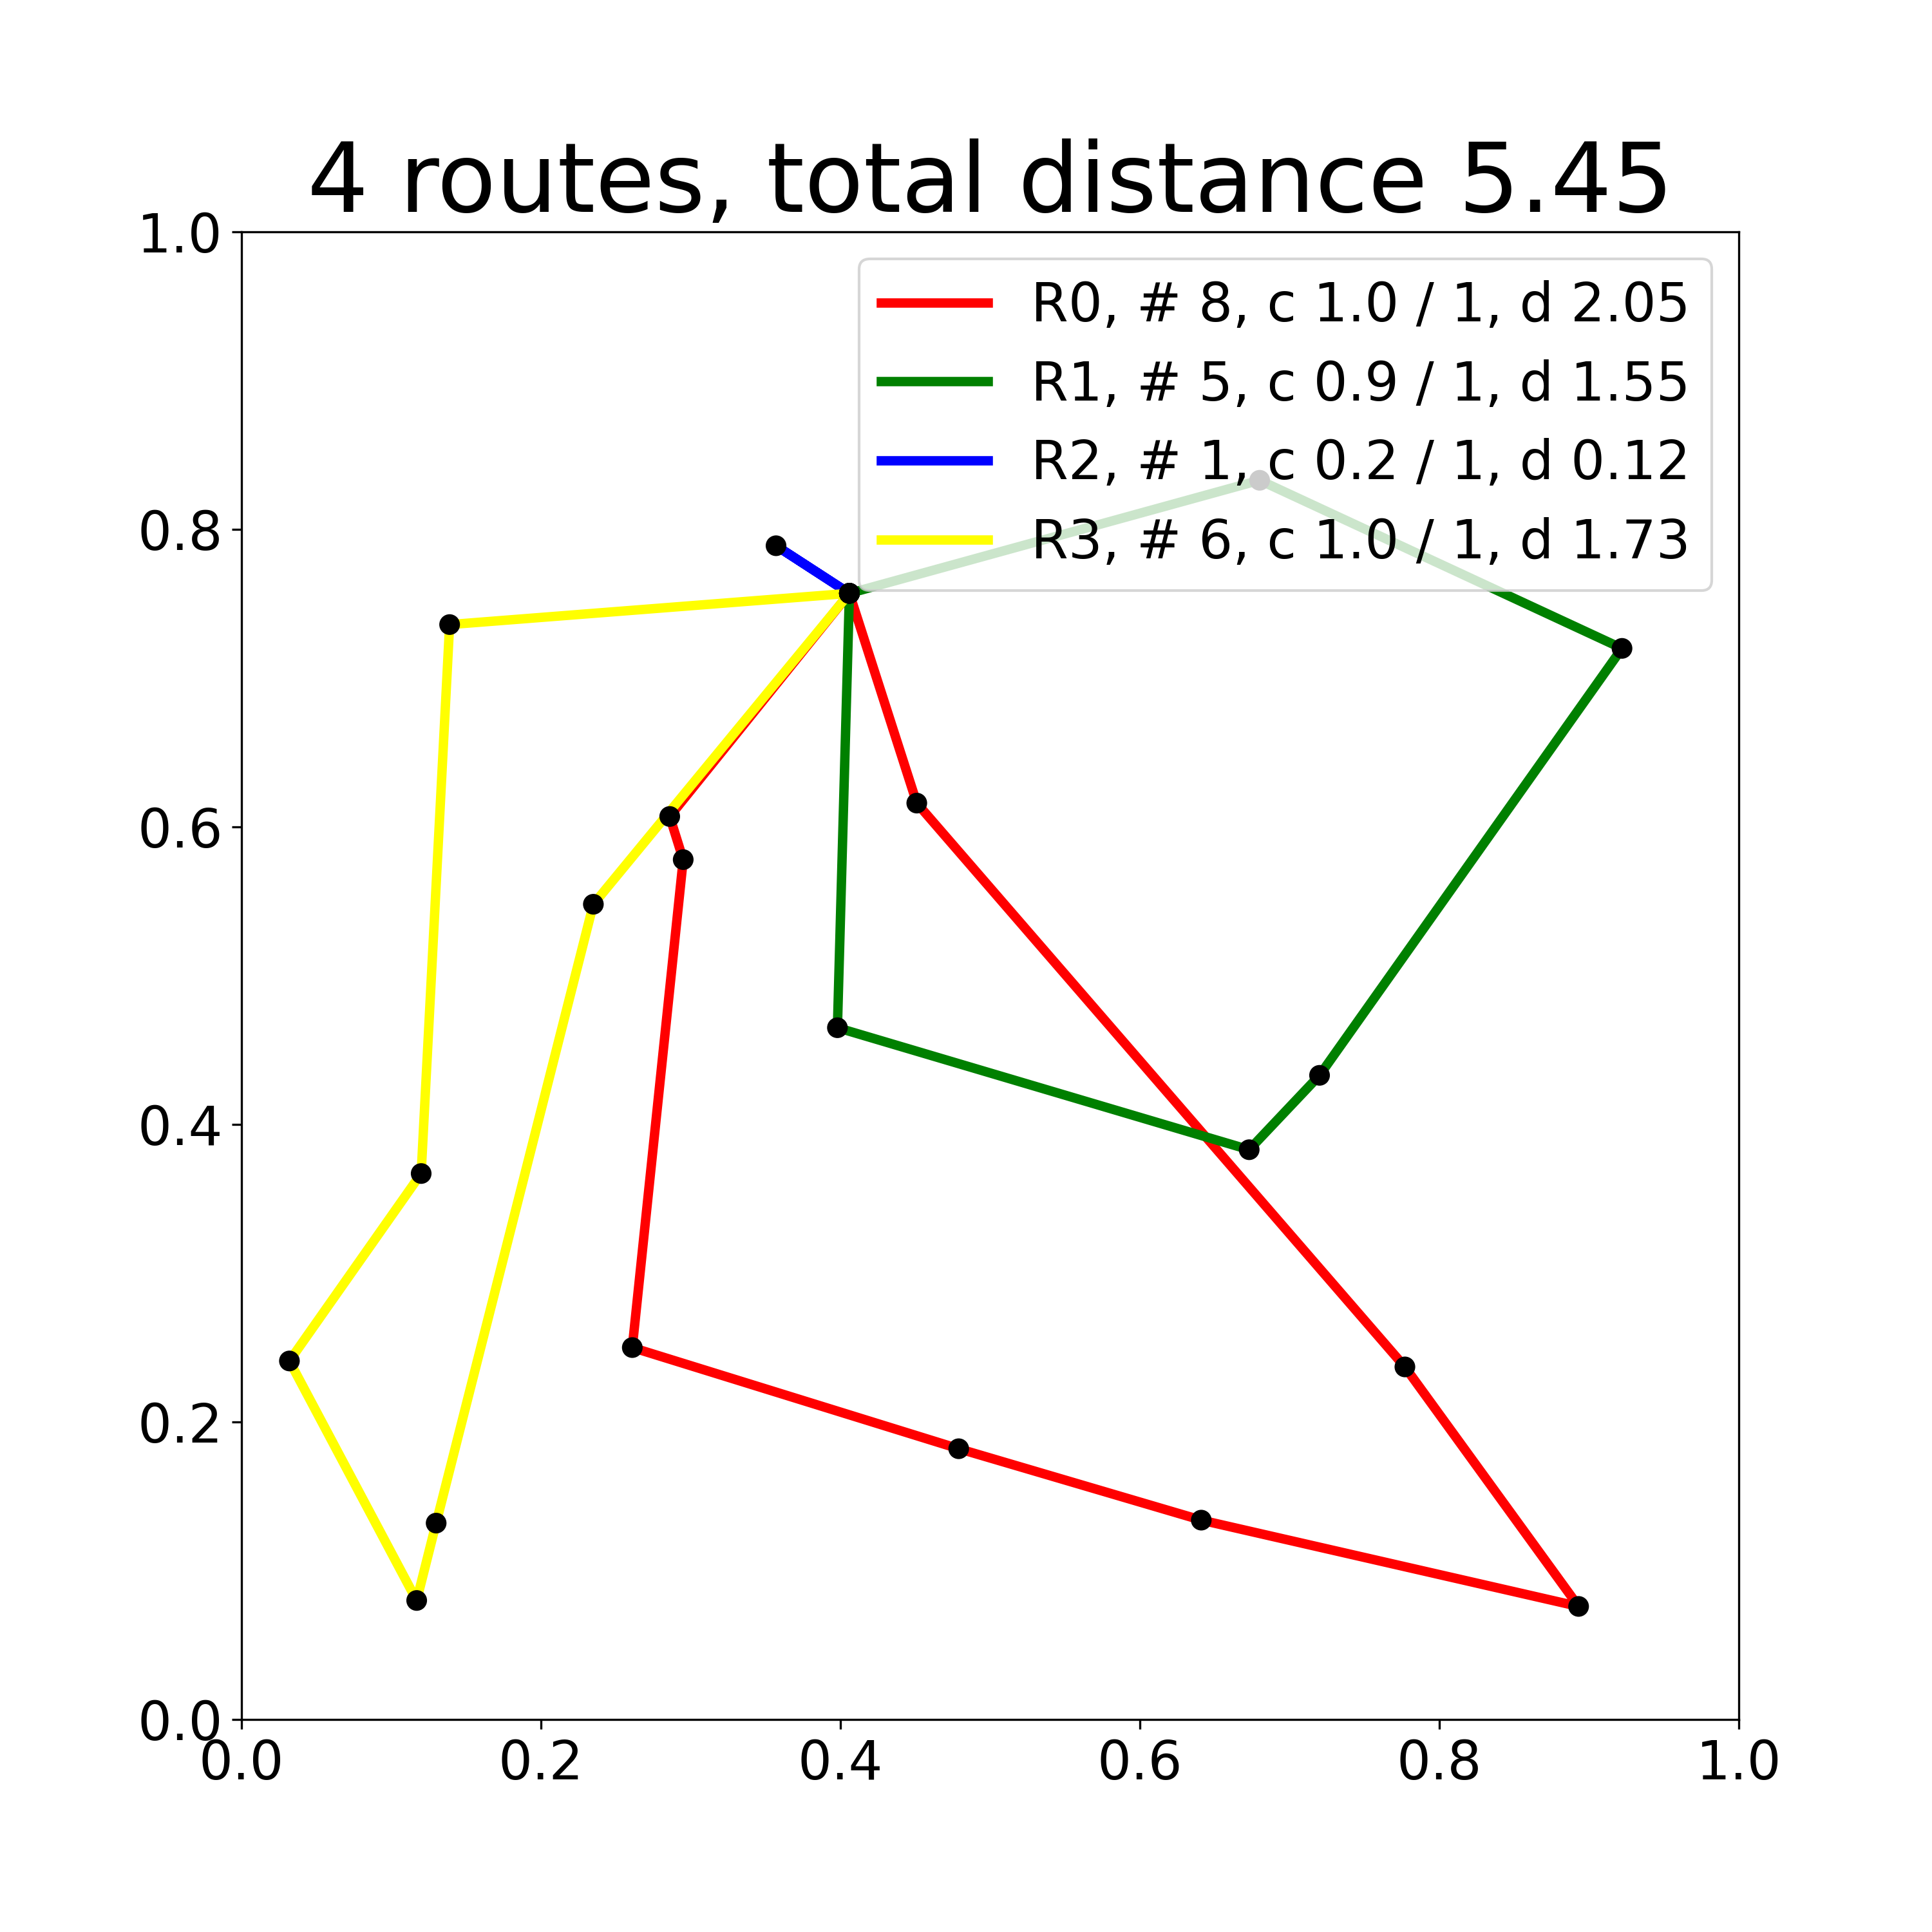 4 routes, total distance 5.45
R0, # 8, c 1.0 / 1, d 2.05
R1, # 5, c 0.9 / 1, d 1.55
R2, # 1, c 0.2 / 1, d 0.12
R3, # 6, c 1.0 / 1, d 1.73
1.0
0.8
0.6
0.4
0.2
0.0
0.0 0.2 0.4 0.6 0.8 1.0